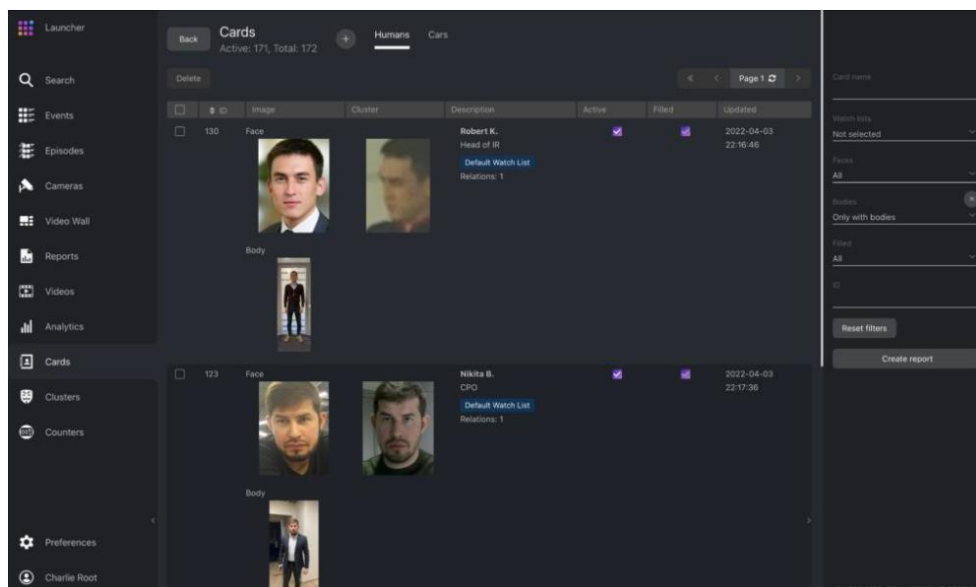 Launcher
Search
Events
Episodes
Cameras
Video Wall
Reports
Videos
Analytics
Cards
Clusters
Counters
Preferences
Charlie Root
Back
Cards
Active: 171, Total: 172
+
Humans
Cars
Delete
« < Page 1 >
ID Image Cluster Description Active Filled Updated
130 Face Robert K. 2022-04-03
Head of IR 22:16:46
Default Watch List
Relations: 1
Body
123 Face Nikita B. 2022-04-03
CPO 22:17:36
Default Watch List
Relations: 1
Body
Card name
Watch lists
Not selected
Faces
All
Bodies
Only with bodies
Filled
All
ID
Reset filters
Create report